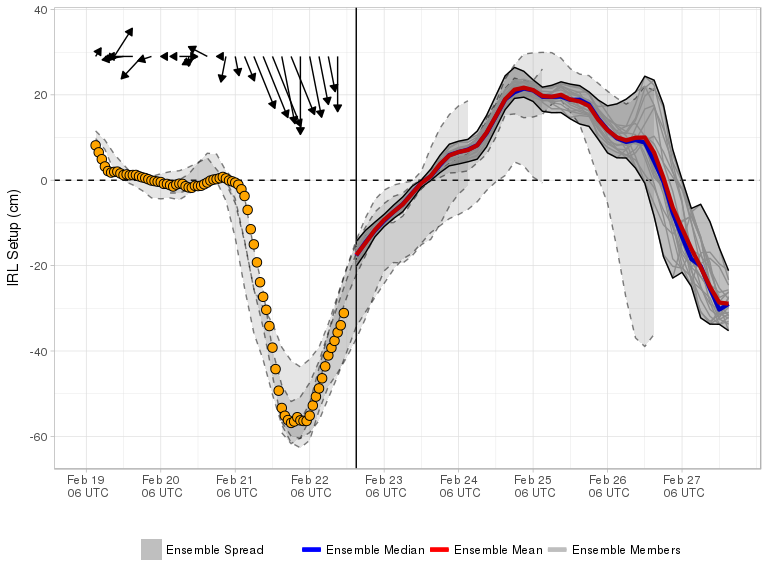 40
20
0
-20
-40
-60
IRL Setup (cm)
Feb 19 Feb 20 Feb 21 Feb 22 Feb 23 Feb 24 Feb 25 Feb 26 Feb 27
06 UTC 06 UTC 06 UTC 06 UTC 06 UTC 06 UTC 06 UTC 06 UTC 06 UTC
Ensemble Spread Ensemble Median Ensemble Mean Ensemble Members